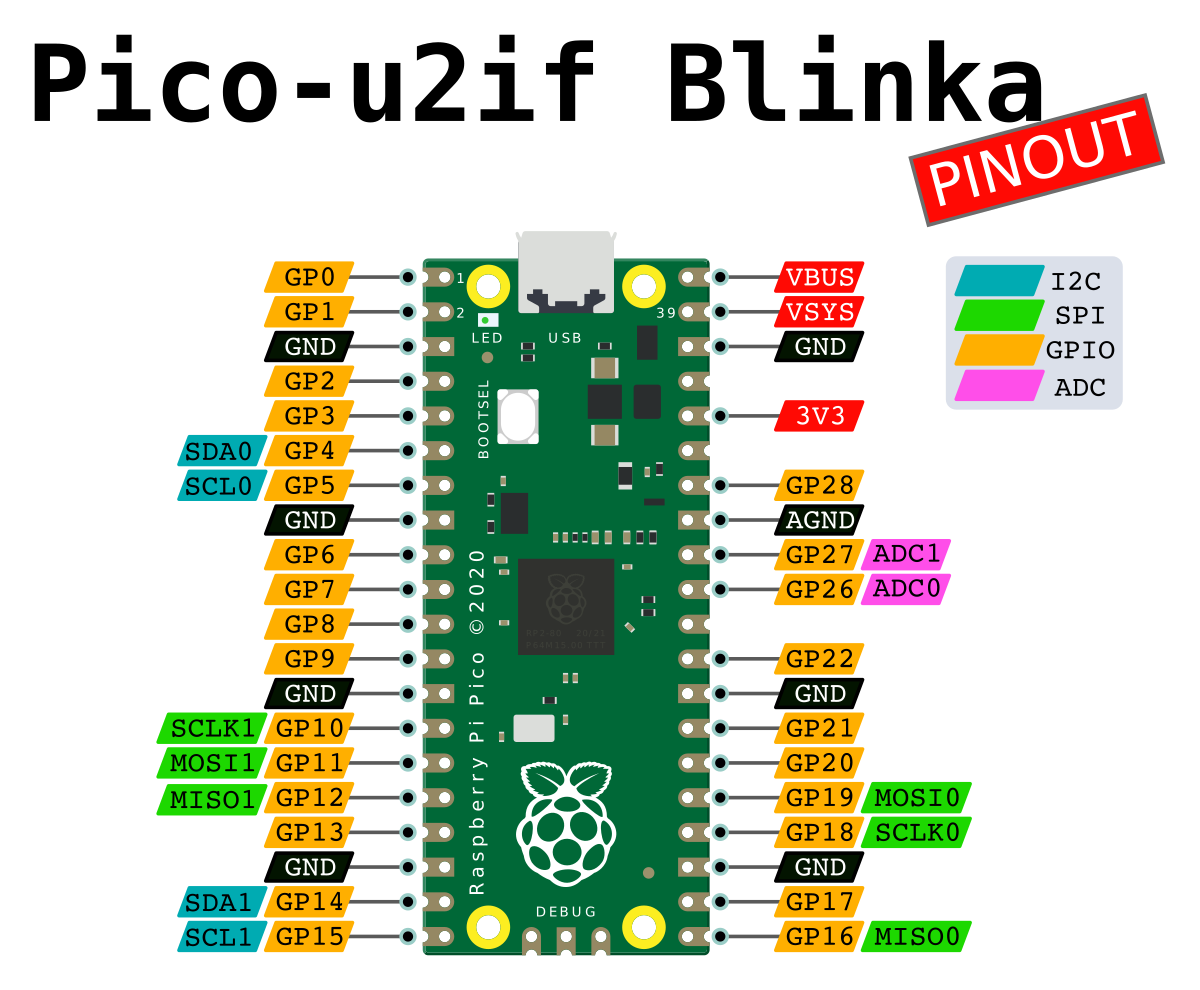 Pico-u2if Blinka
PINOUT
I2C
SPI
GPIO
ADC
GP0 1 VBUS
GP1 2 39 VSYS
LED USB
GND GND
GP2
GP3 3V3
BOOTSEL
SDA0 GP4
SCL0 GP5 GP28
GND AGND
GP6 GP27 ADC1
GP7 GP26 ADC0
GP8
GP9 GP22
GND GND
SCLK1 GP10 GP21
MOSI1 GP11 GP20
MISO1 GP12 GP19 MOSI0
GP13 GP18 SCLK0
GND GND
SDA1 GP14 GP17
SCL1 GP15 GP16 MISO0
Raspberry Pi Pico ©2020
DEBUG